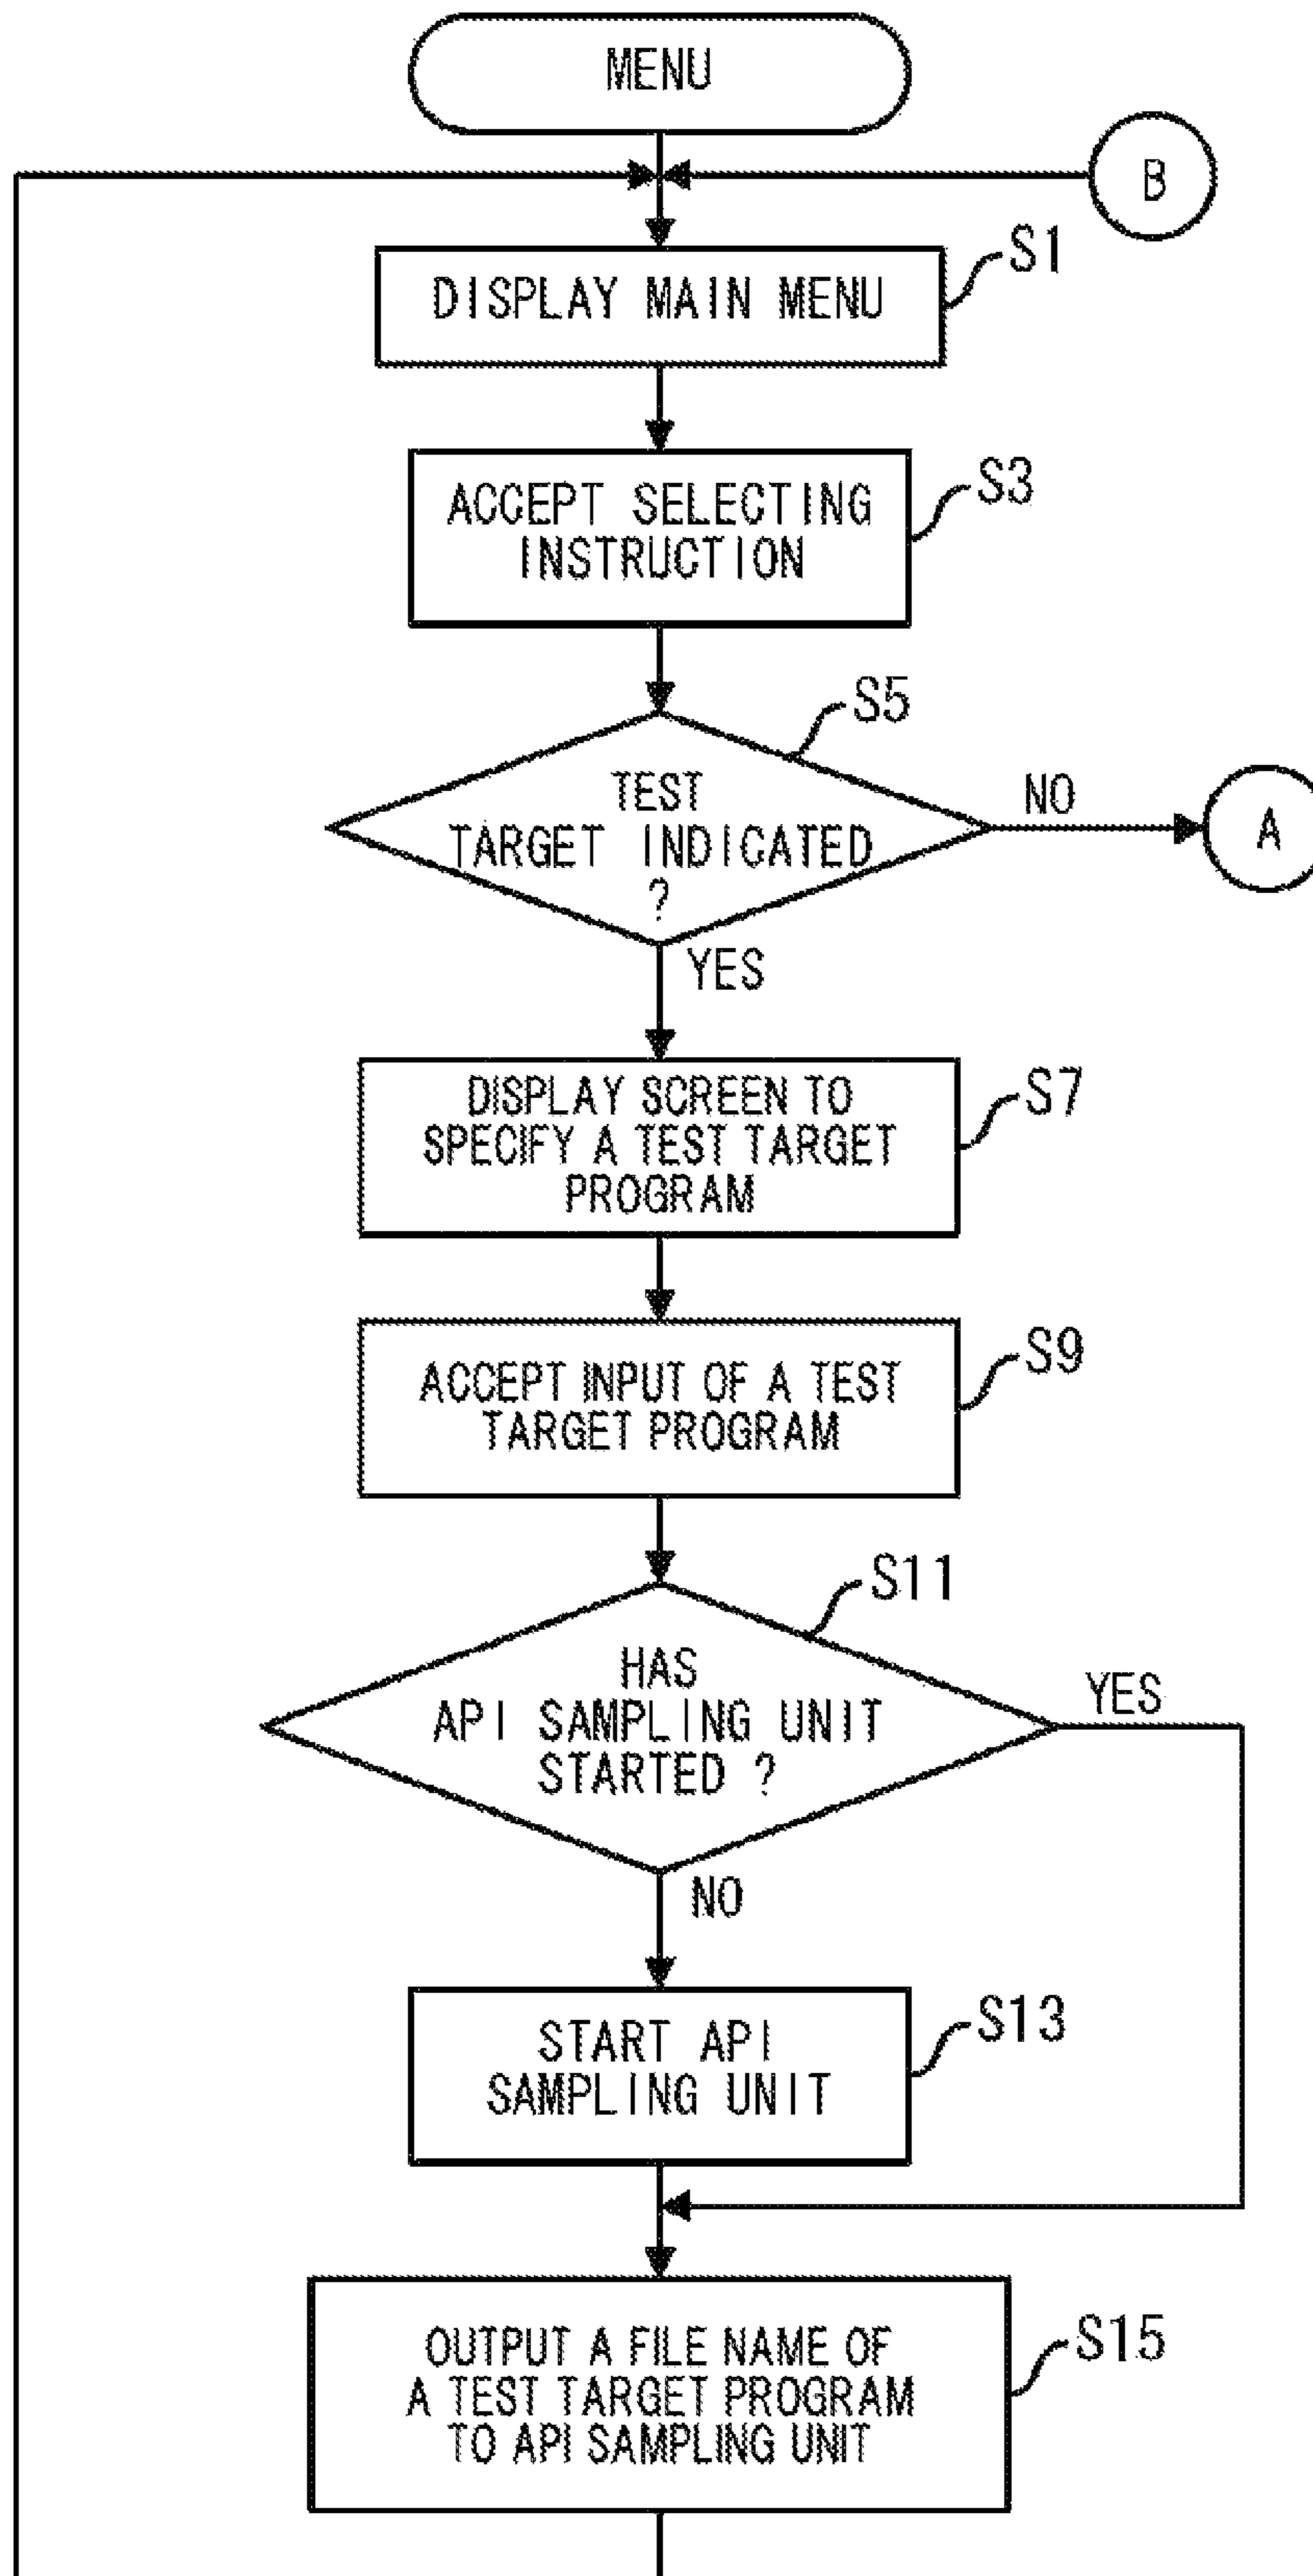 MENU
B
S1
DISPLAY MAIN MENU
S3
ACCEPT SELECTING
INSTRUCTION
S5
TEST
TARGET INDICATED
?
NO
A
YES
S7
DISPLAY SCREEN TO
SPECIFY A TEST TARGET
PROGRAM
S9
ACCEPT INPUT OF A TEST
TARGET PROGRAM
S11
HAS
API SAMPLING UNIT
STARTED ?
YES
NO
S13
START API
SAMPLING UNIT
S15
OUTPUT A FILE NAME OF
A TEST TARGET PROGRAM
TO API SAMPLING UNIT